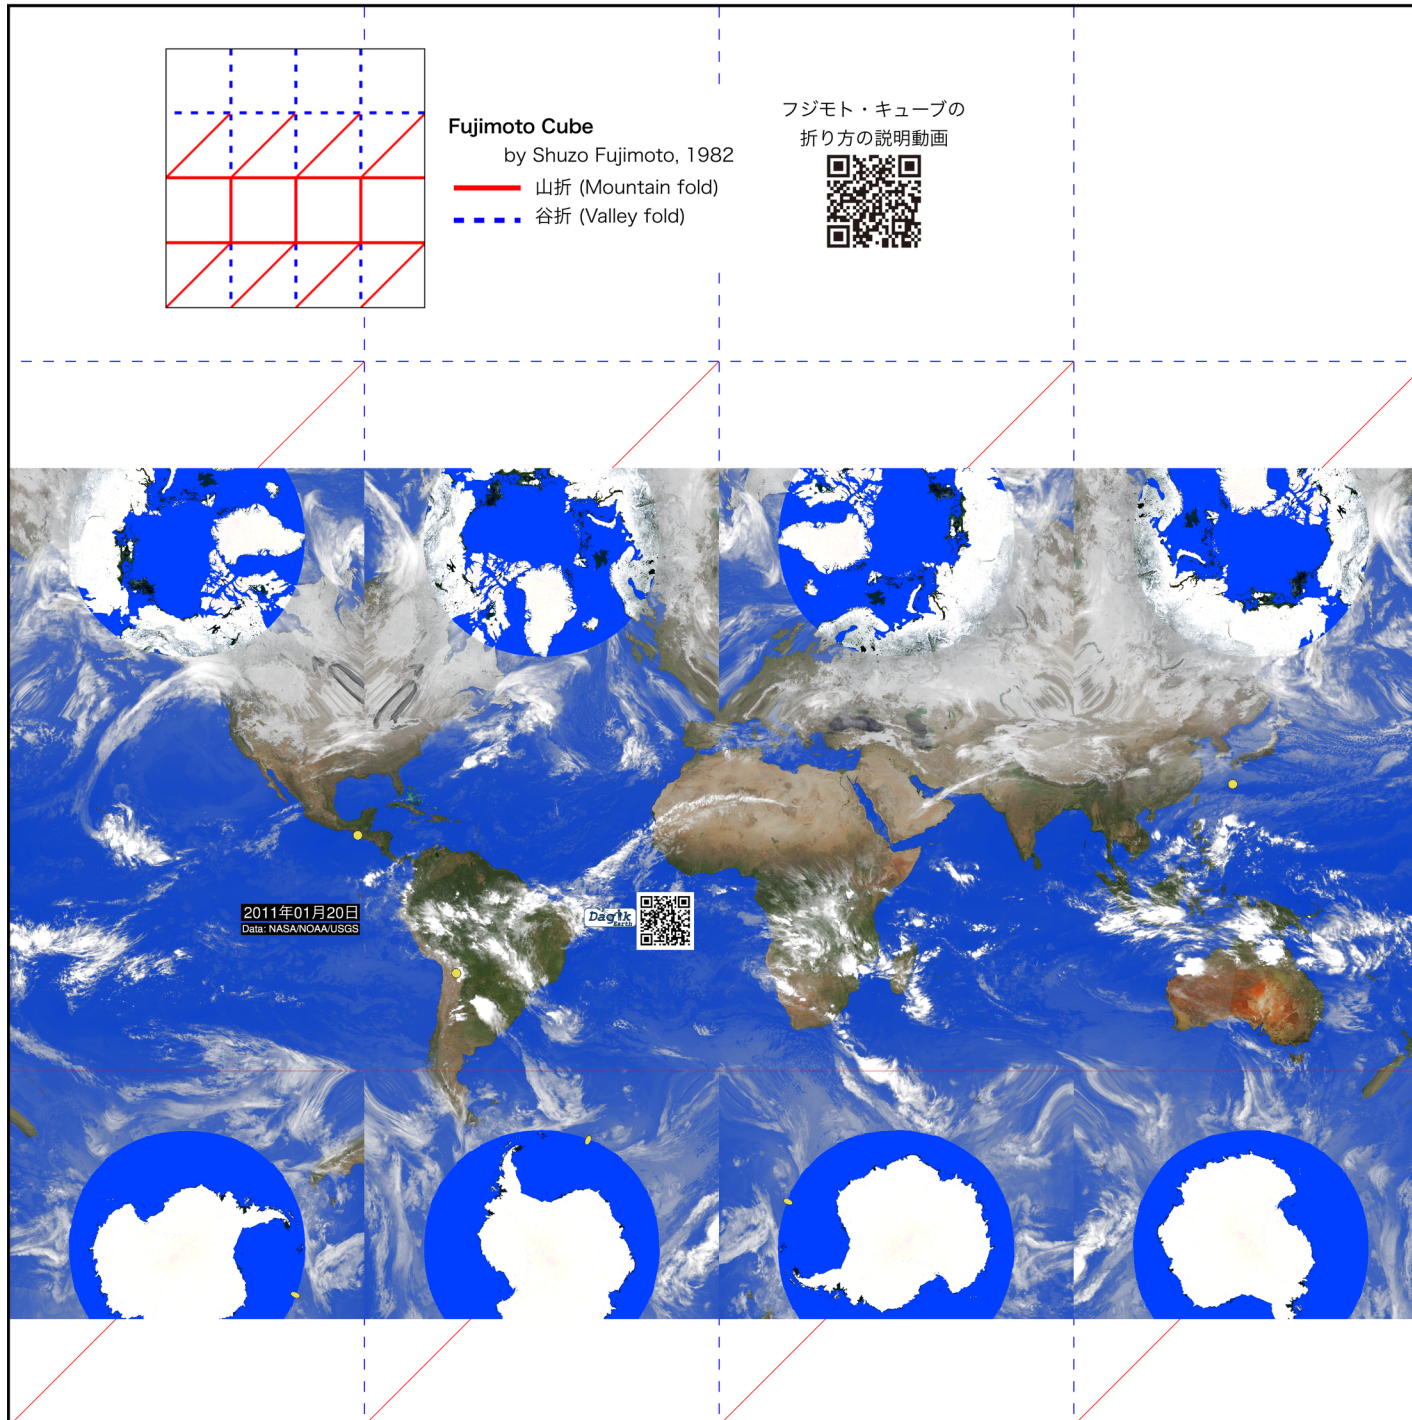 Fujimoto Cube
by Shuzo Fujimoto, 1982
山折 (Mountain fold)
谷折 (Valley fold)
フジモト・キューブの
折り方の説明動画
2011年01月20日
Data: NASA/NOAA/USGS
Dagik
Earth